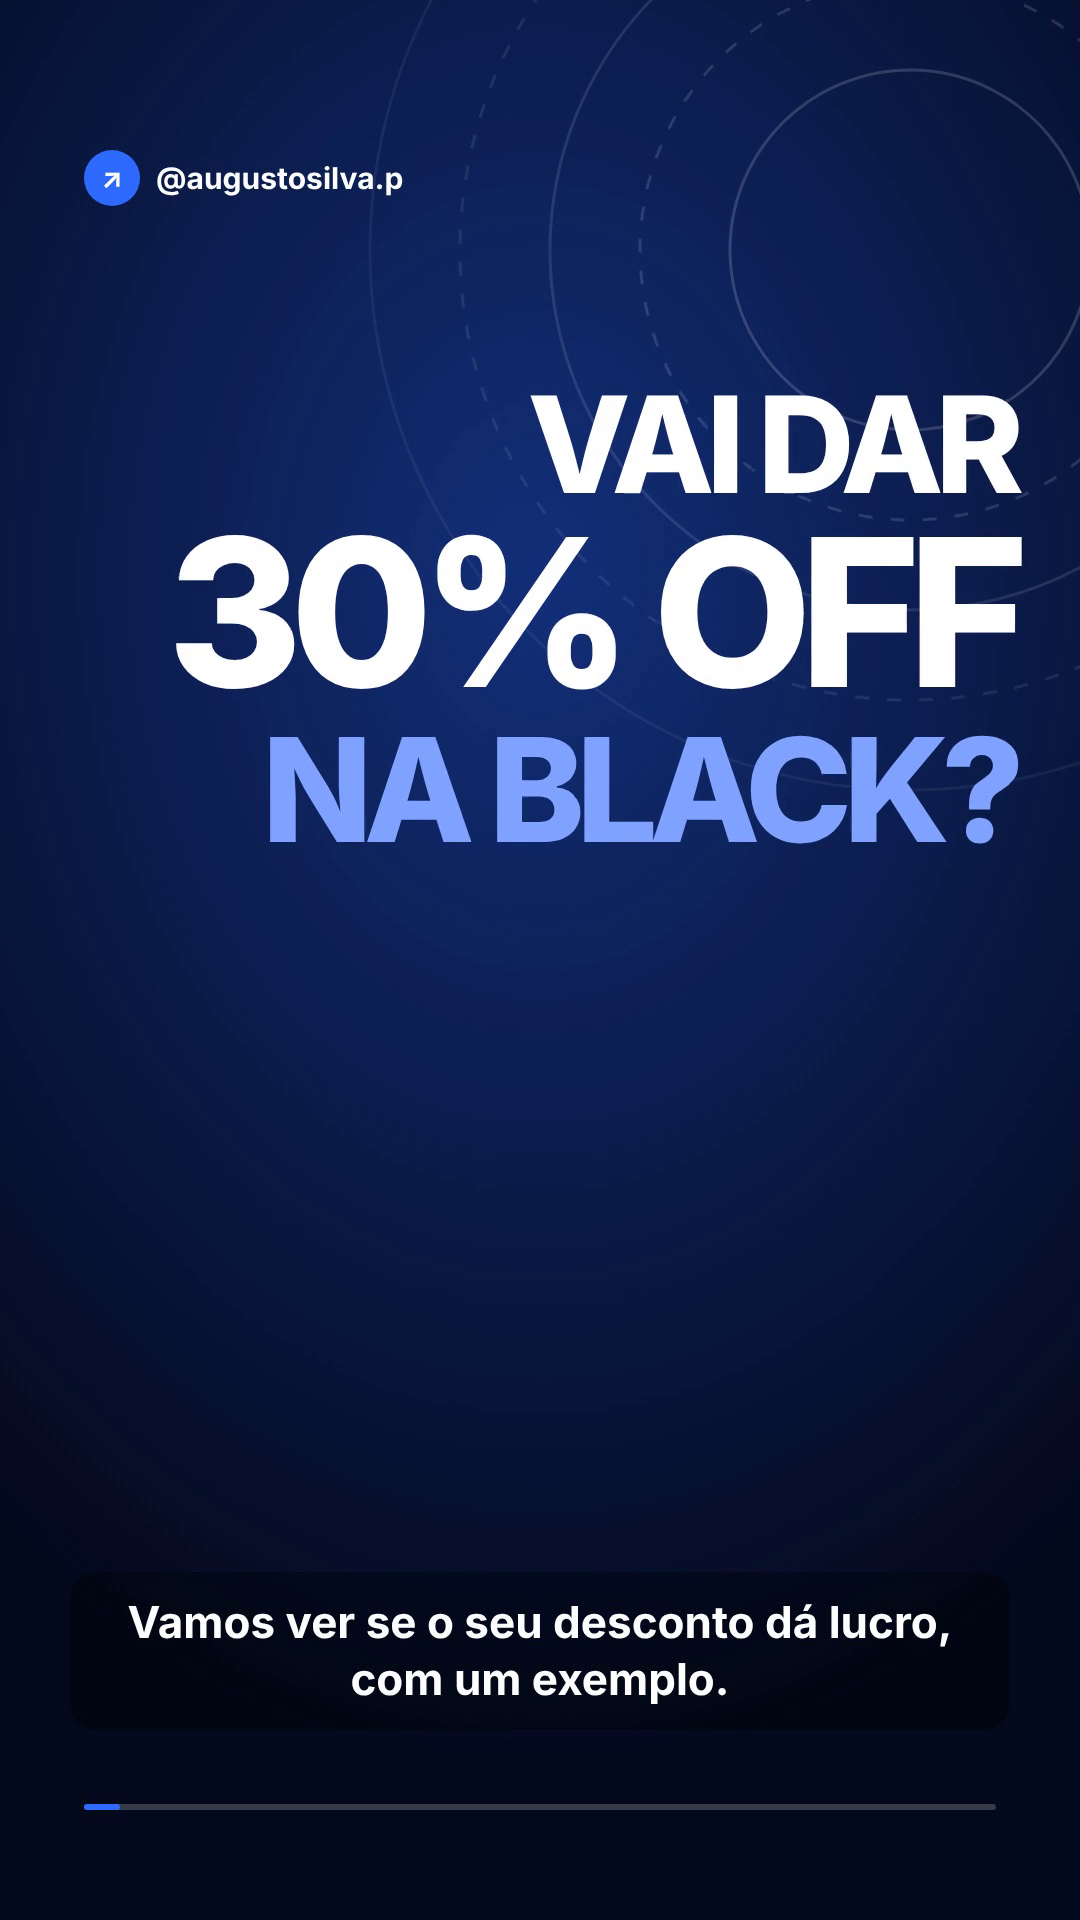 @augustosilva.p
VAI DAR
30% OFF
NA BLACK?
Vamos ver se o seu desconto dá lucro,
com um exemplo.